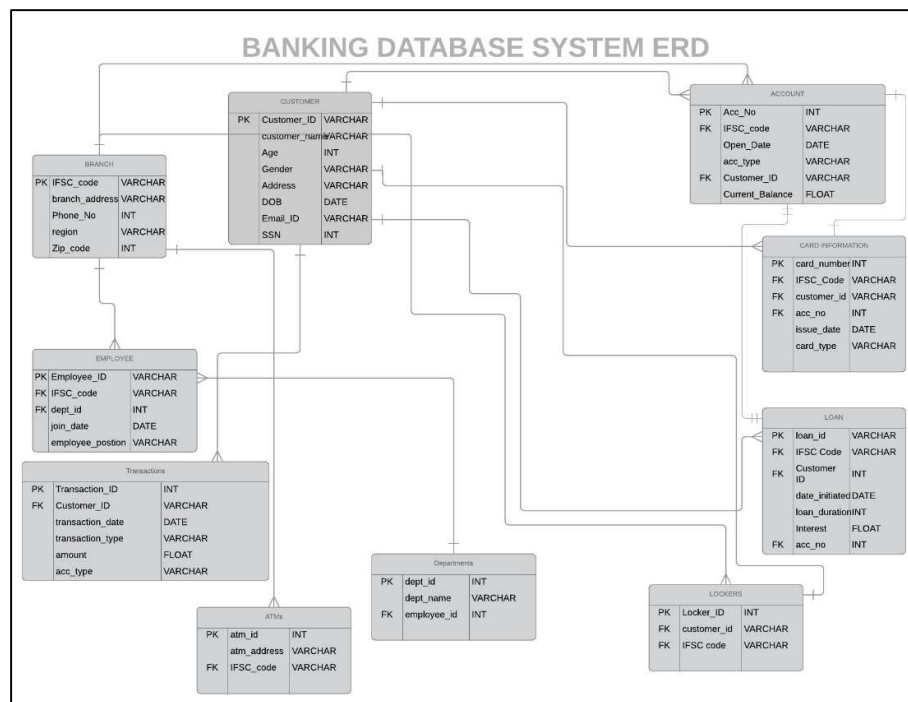 BANKING DATABASE SYSTEM ERD
CUSTOMER
PK Customer_ID VARCHAR
customer_name VARCHAR
Age INT
Gender VARCHAR
Address VARCHAR
DOB DATE
Email_ID VARCHAR
SSN INT
ACCOUNT
PK Acc_No INT
FK IFSC_code VARCHAR
Open_Date DATE
acc_type VARCHAR
FK Customer_ID VARCHAR
Current_Balance FLOAT
BRANCH
PK IFSC_code VARCHAR
branch_address VARCHAR
Phone_No INT
region VARCHAR
Zip_code INT
CARD INFORMATION
PK card_number INT
FK IFSC_Code VARCHAR
FK customer_id VARCHAR
FK acc_no INT
issue_date DATE
card_type VARCHAR
EMPLOYEE
PK Employee_ID VARCHAR
FK IFSC_code VARCHAR
FK dept_id INT
join_date DATE
employee_postion VARCHAR
LOAN
PK loan_id VARCHAR
FK IFSC Code VARCHAR
FK Customer
ID INT
date_initiated DATE
loan_duration INT
Interest FLOAT
FK acc_no INT
Transactions
PK Transaction_ID INT
FK Customer_ID VARCHAR
transaction_date DATE
transaction_type VARCHAR
amount FLOAT
acc_type VARCHAR
Departments
PK dept_id INT
dept_name VARCHAR
FK employee_id INT
ATMs
PK atm_id INT
atm_address VARCHAR
FK IFSC_code VARCHAR
LOCKERS
PK Locker_ID INT
FK customer_id VARCHAR
FK IFSC code VARCHAR